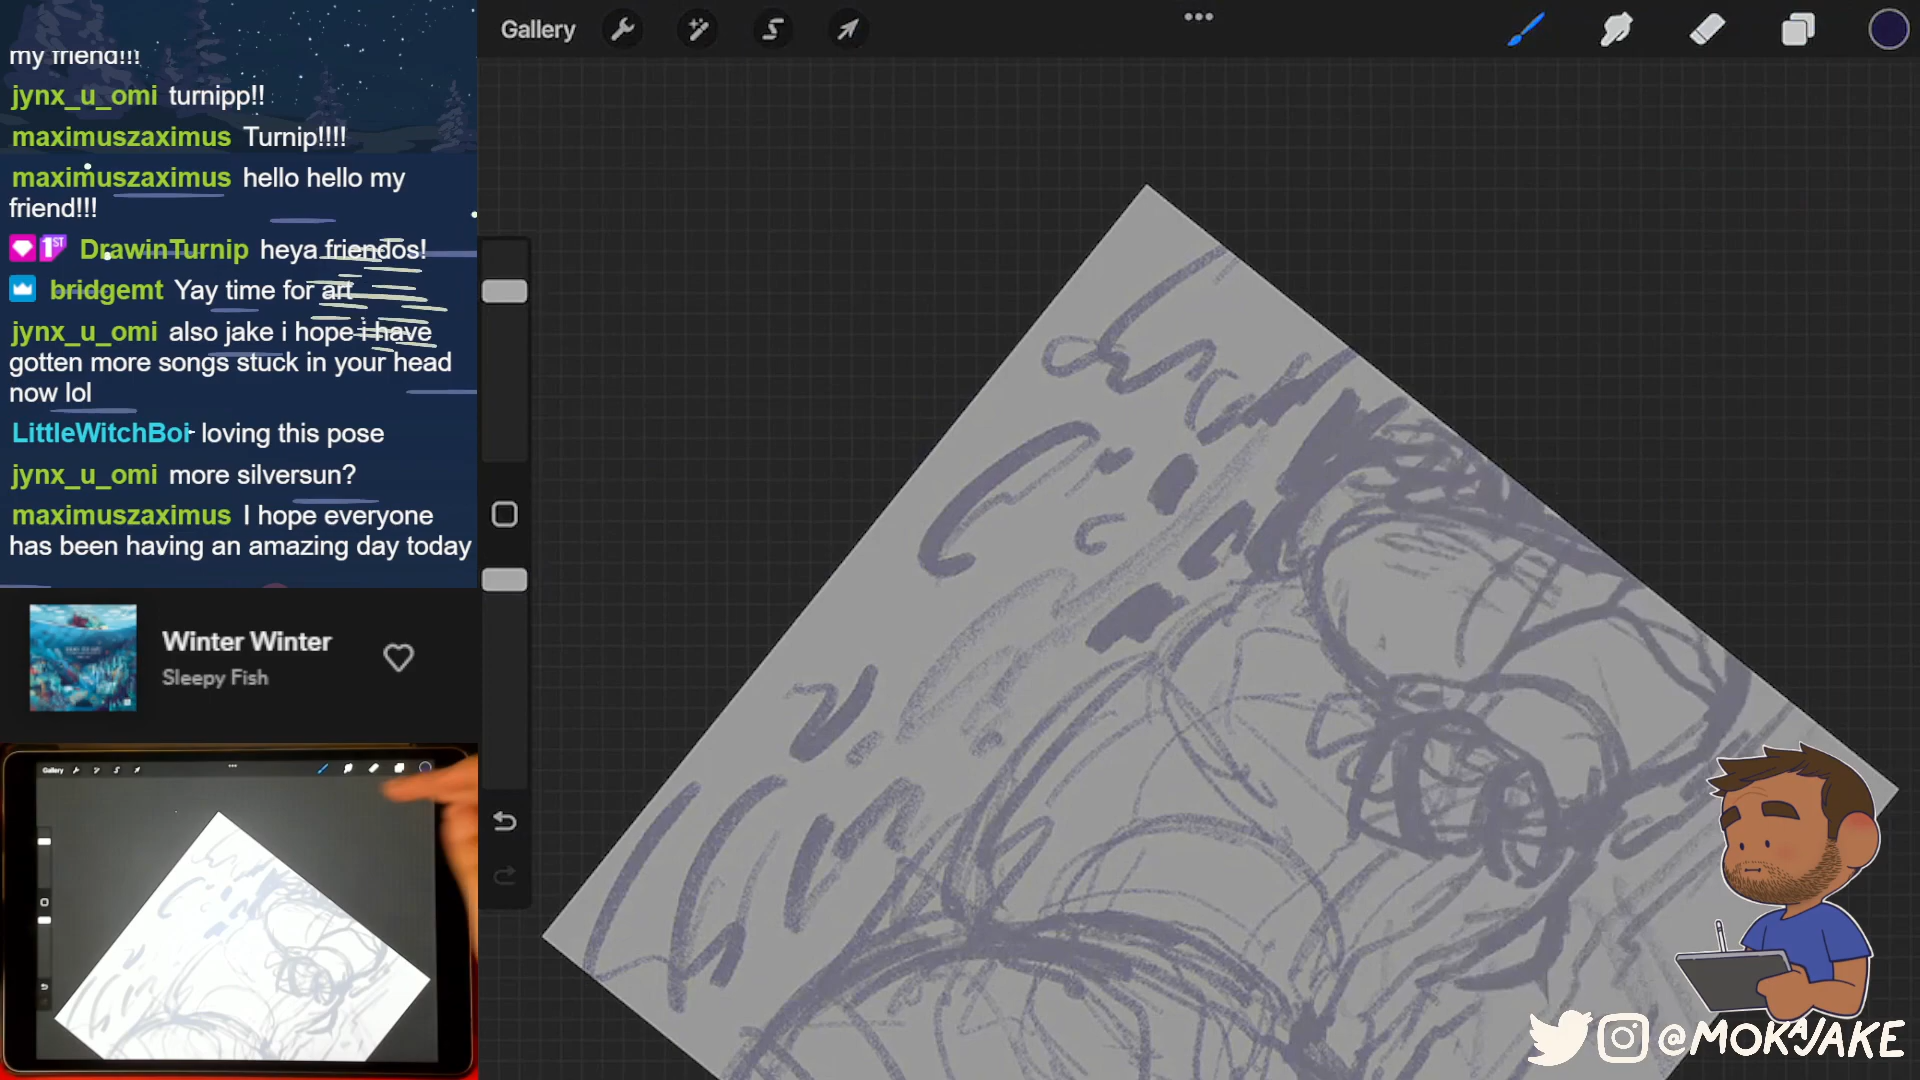 my friend!!!
jynx_u_omi turnipp!!
maximuszaximus Turnip!!!!
maximuszaximus hello hello my
friend!!!
1ST DrawinTurnip heya friendos!
bridgemt Yay time for art
jynx_u_omi also jake i hope i have
gotten more songs stuck in your head
now lol
LittleWitchBoi loving this pose
jynx_u_omi more silversun?
maximuszaximus I hope everyone
has been having an amazing day today
Winter Winter
Sleepy Fish
Gallery
Gallery
@MOKAJAKE